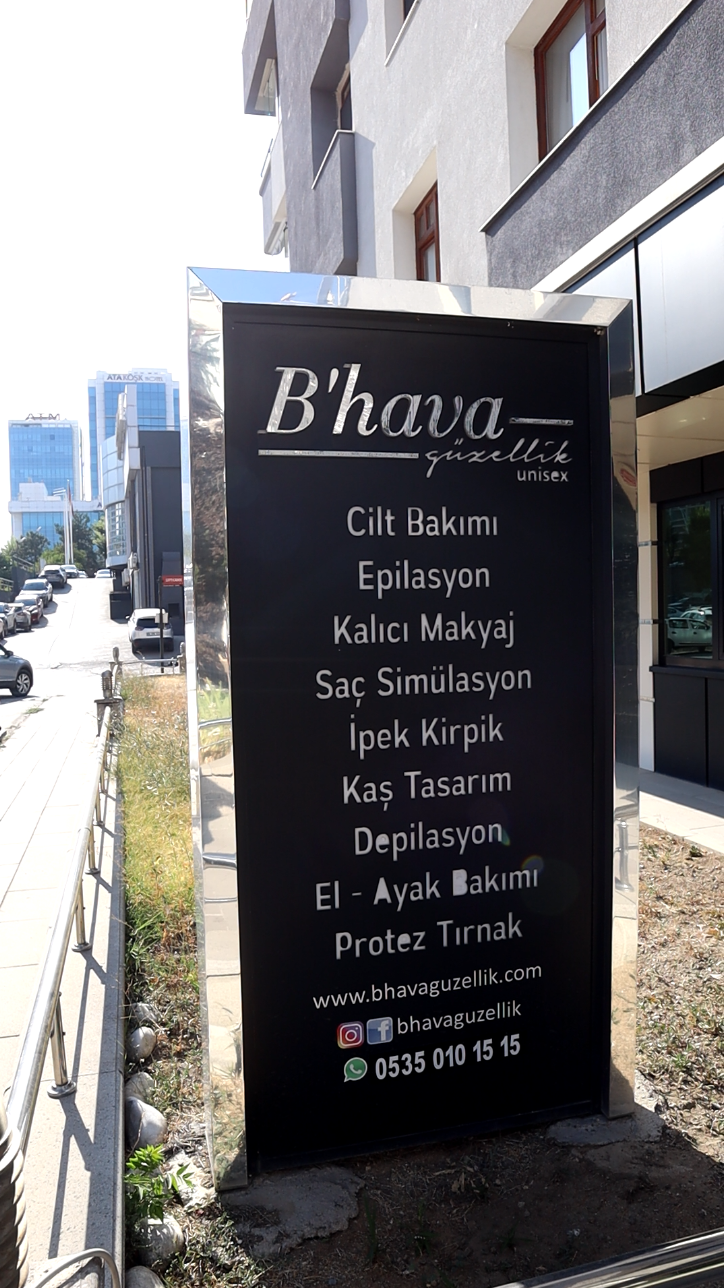 B'hava
güzellik
unisex
Cilt Bakımı
Epilasyon
Kalıcı Makyaj
Saç Simülasyon
İpek Kirpik
Kaş Tasarım
Depilasyon
El - Ayak Bakımı
Protez Tırnak
www.bhavaguzellik.com
bhavaguzellik
0535 010 15 15
ATAKÖŞK